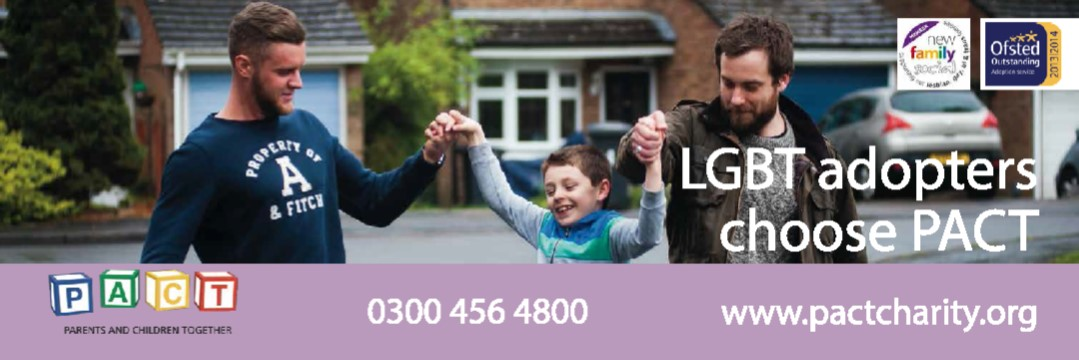 PROPERTY OF
A
& FITCH
new
family
social
Ofsted
Outstanding
Adoption service
2013|2014
LGBT adopters
choose PACT
PACT
PARENTS AND CHILDREN TOGETHER
0300 456 4800
www.pactcharity.org